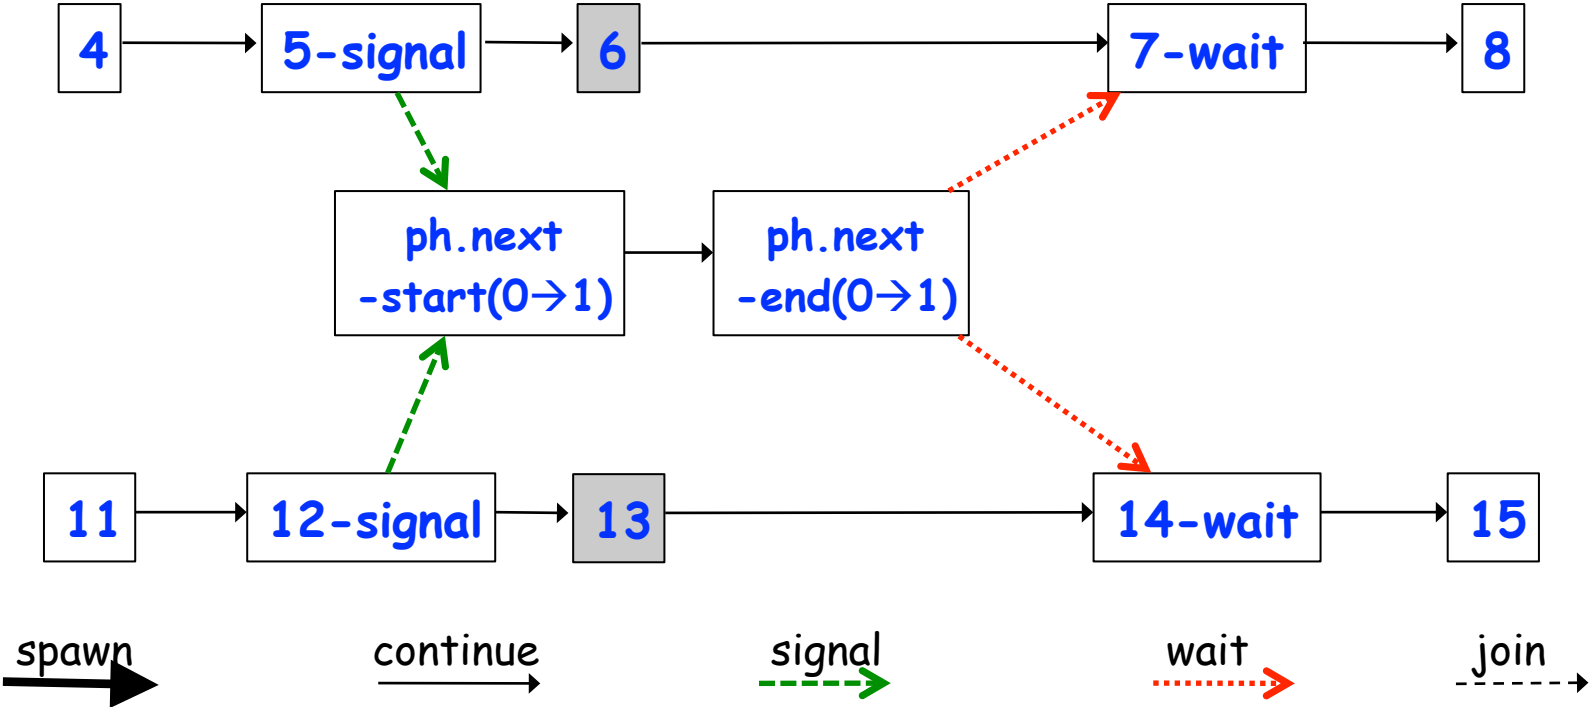 4
5-signal
6
7-wait
8
ph.next
-start(0→1)
ph.next
-end(0→1)
11
12-signal
13
14-wait
15
spawn
continue
signal
wait
join